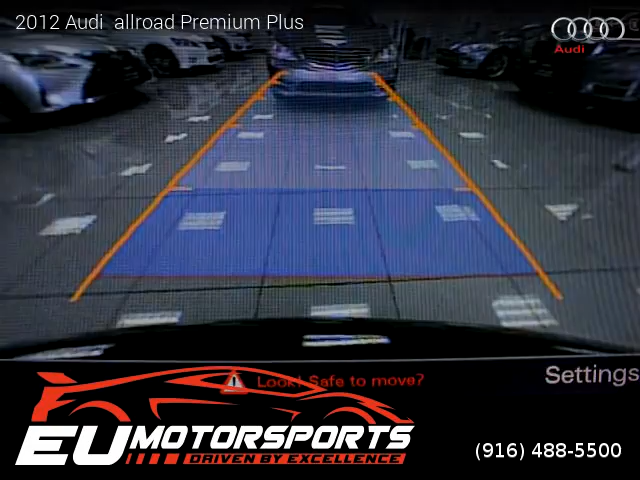 2012 Audi  allroad Premium Plus
Audi
Look! Safe to move?
Settings
EU MOTORSPORTS
DRIVEN BY EXCELLENCE
(916) 488-5500